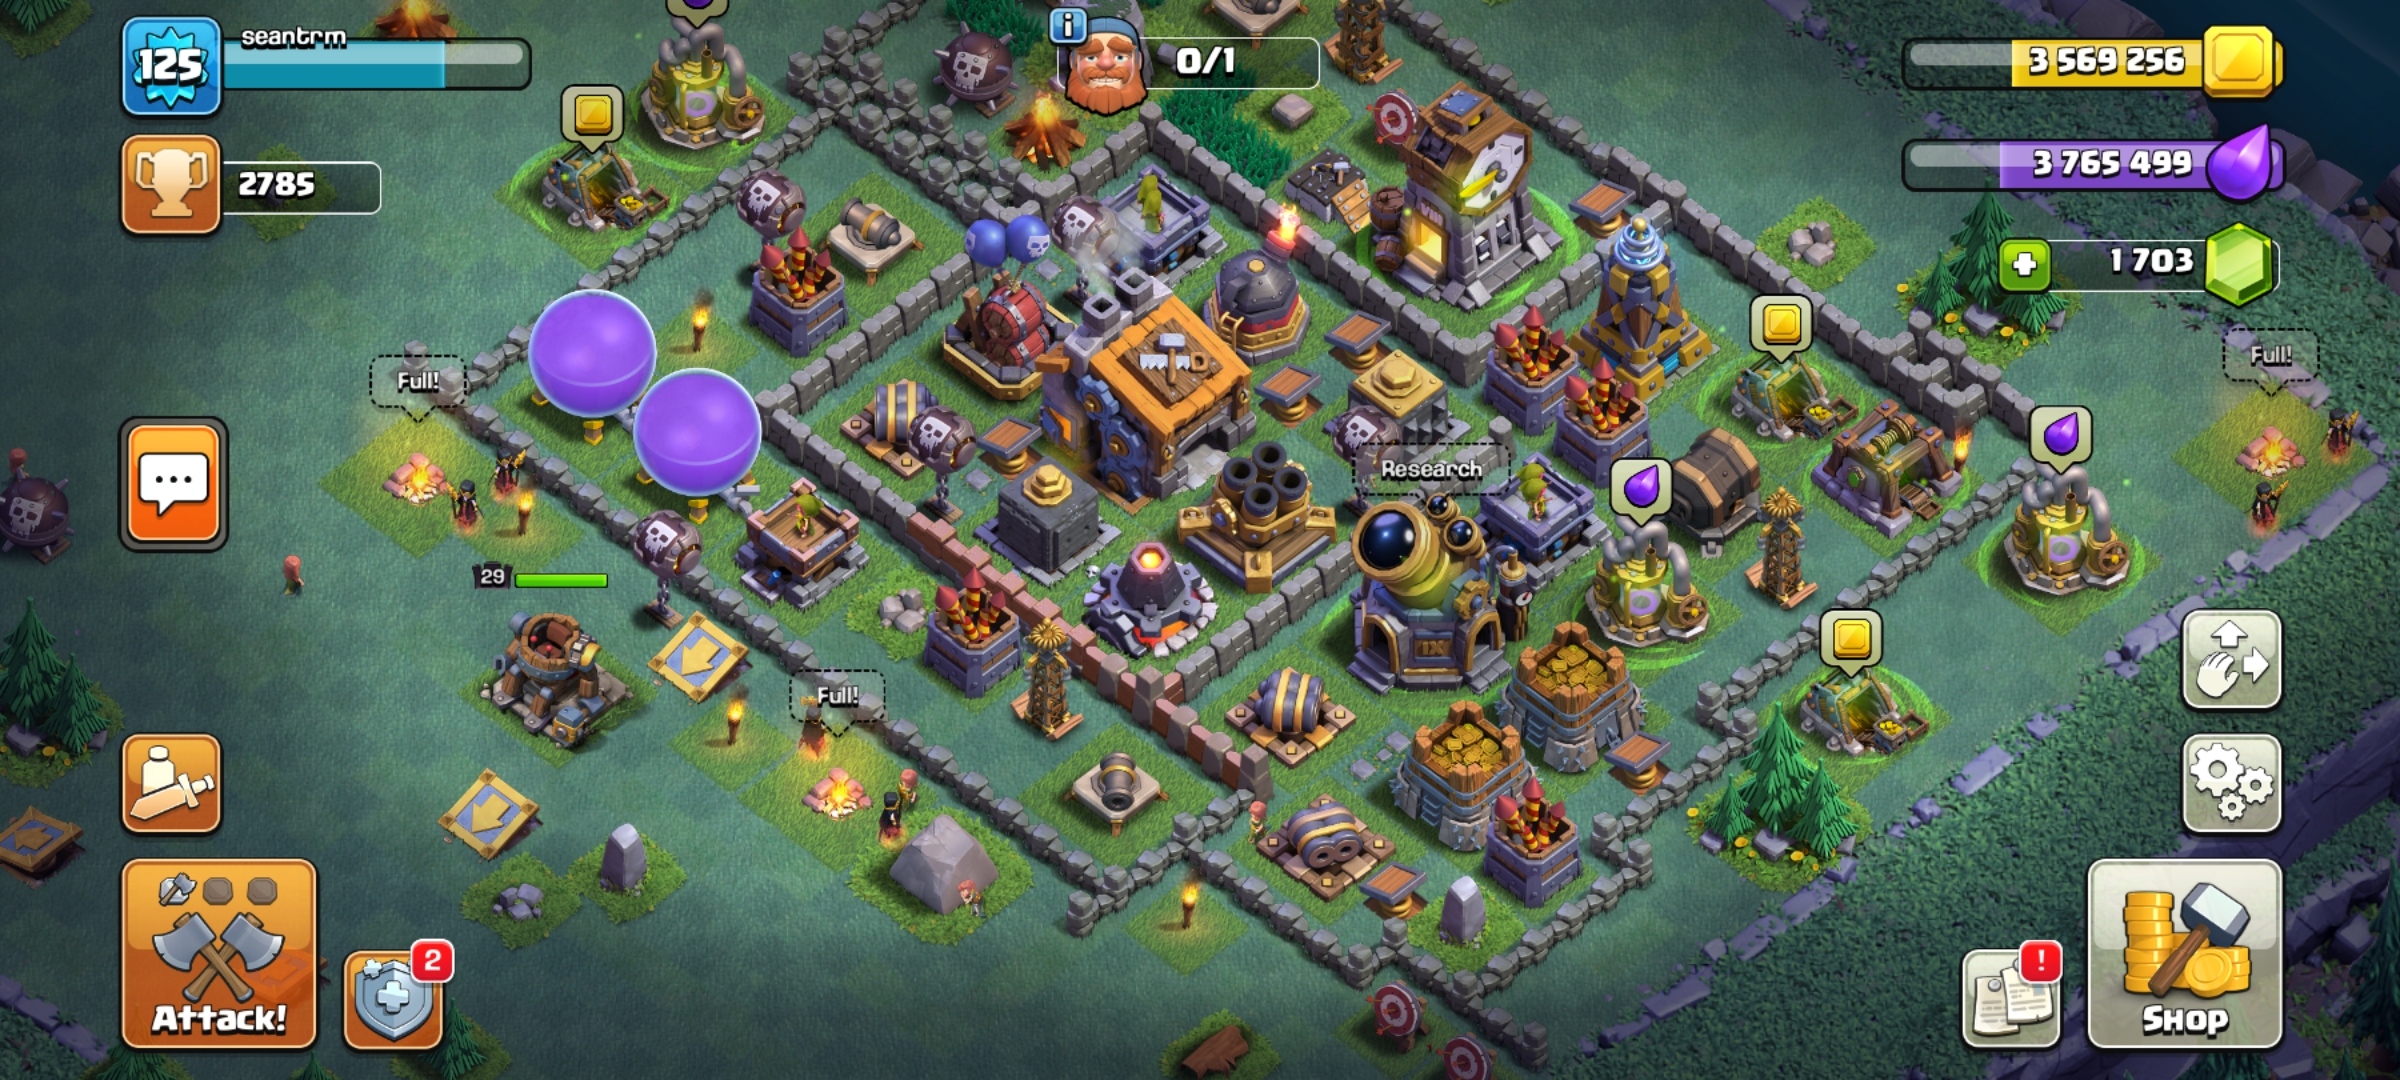 125
seantrm
i
0/1
3 569 256
2785
3 765 499
1 703
Full!
Full!
Research
29
Full!
Attack!
2
!
Shop